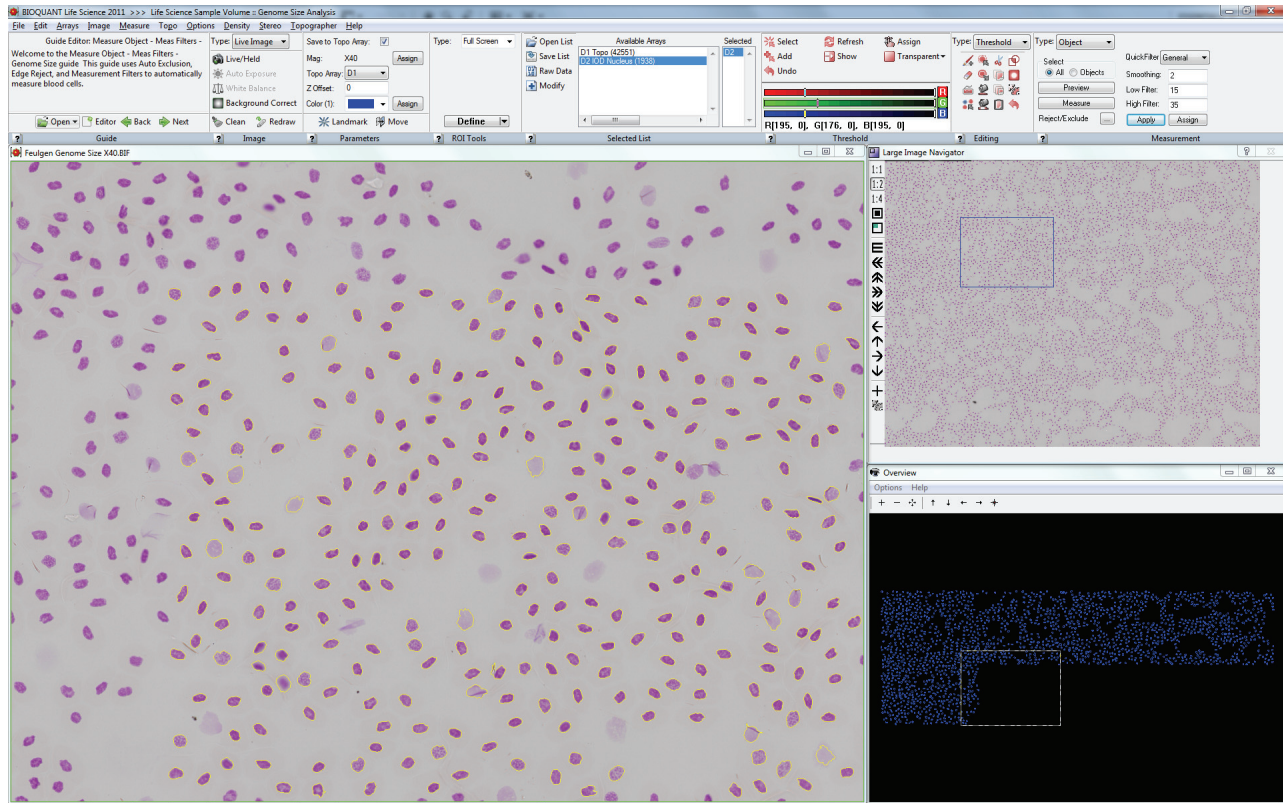 BIOQUANT Life Science 2011 >>> Life Science Sample Volume :: Genome Size Analysis
File Edit Arrays Image Measure Topo Options Density Stereo Topographer Help
Guide Editor: Measure Object - Meas Filters -
Welcome to the Measure Object - Meas Filters -
Genome Size guide. This guide uses Auto Exclusion,
Edge Reject, and Measurement Filters to automatically
measure blood cells.
Open Editor Back Next
? Guide
Type: Live Image
Live/Held
Auto Exposure
White Balance
Background Correct
Clean Redraw
? Image
Save to Topo Array:
Mag: X40 Assign
Topo Array: D1
Z Offset: 0
Color (1): Assign
Landmark Move
? Parameters
Type: Full Screen
Define
? ROI Tools
Open List
Save List
Raw Data
Modify
Available Arrays
D1 Topo (42551)
D2 IOD Nucleus (1938)
Selected
D2
? Selected List
Select Refresh Assign
Add Show Transparent
Undo
R
G
B
R[195, 0], G[176, 0], B[195, 0]
? Threshold
Type: Threshold
? Editing
Type: Object
Select
All Objects
Preview
Measure
Reject/Exclude ...
QuickFilter General
Smoothing: 2
Low Filter: 15
High Filter: 35
Apply Assign
? Measurement
Feulgen Genome Size X40.BIF
Large Image Navigator
1:1
1:2
1:4
Overview
Options Help